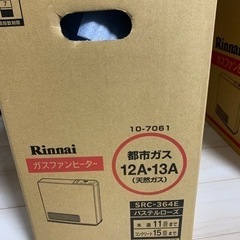 10-7061
Rinnai
ガスファンヒーター
都市ガス
12A・13A
(天然ガス)
SRC-364E
パステルローズ
木造11畳まで
コンクリート15畳まで